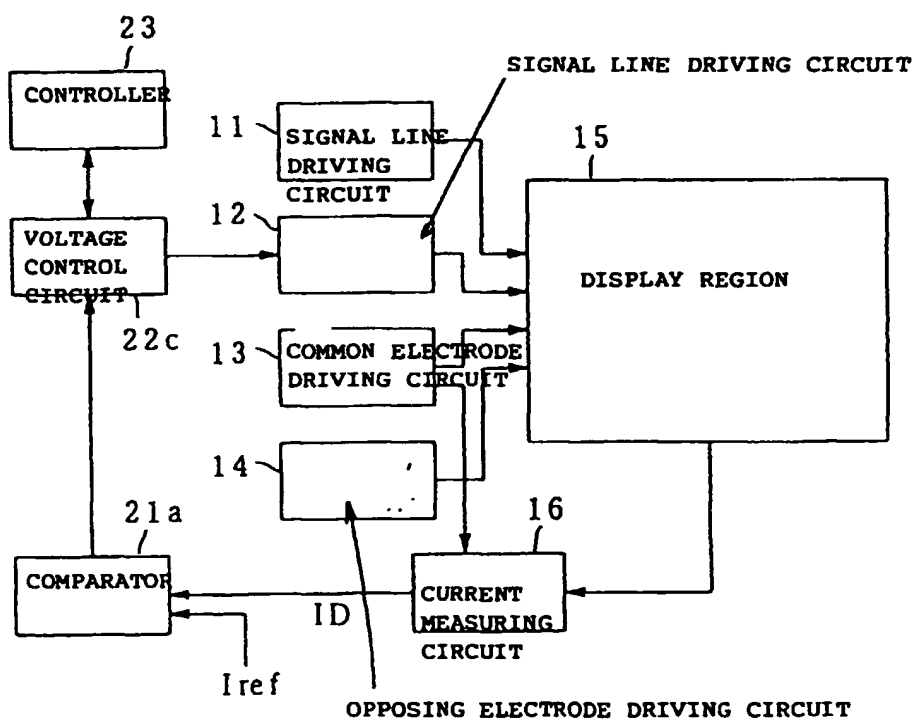 23
CONTROLLER
SIGNAL LINE DRIVING CIRCUIT
11
SIGNAL LINE
DRIVING
CIRCUIT
15
12
VOLTAGE
CONTROL
CIRCUIT
DISPLAY REGION
22c
13
COMMON ELECTRODE
DRIVING CIRCUIT
14
21a
16
COMPARATOR
CURRENT
MEASURING
CIRCUIT
ID
Iref
OPPOSING ELECTRODE DRIVING CIRCUIT